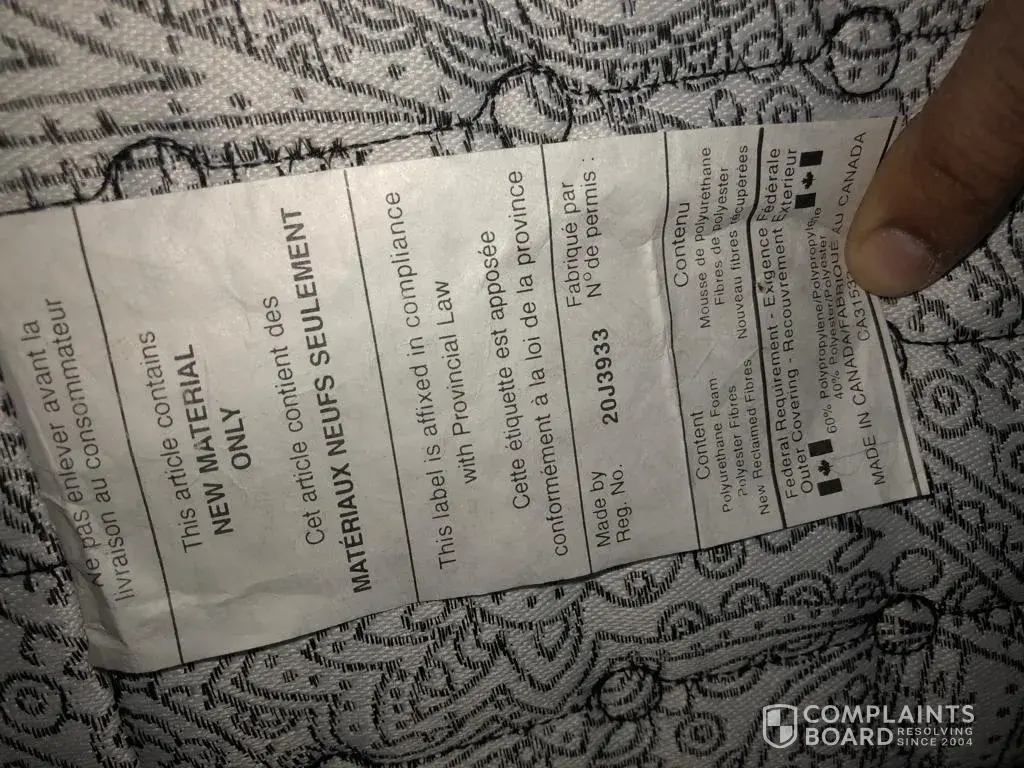 Ne pas enlever avant la
livraison au consommateur
This article contains
NEW MATERIAL
ONLY
Cet article contient des
MATÉRIAUX NEUFS SEULEMENT
This label is affixed in compliance
with Provincial Law
Cette étiquette est apposée
conformément à la loi de la province
Made by Fabriqué par
Reg. No. 20J3933 N° de permis :
Content Contenu
Polyurethane Foam Mousse de polyuréthane
Polyester Fibres Fibres de polyester
New Reclaimed Fibres Nouveau fibres récupérées
Federal Requirement - Exigence Fédérale
Outer Covering - Recouvrement Extérieur
60% Polypropylene/Polypropylene
40% Polyester/Polyester
MADE IN CANADA/FABRIQUÉ AU CANADA
COMPLAINTS
BOARD RESOLVING
SINCE 2004